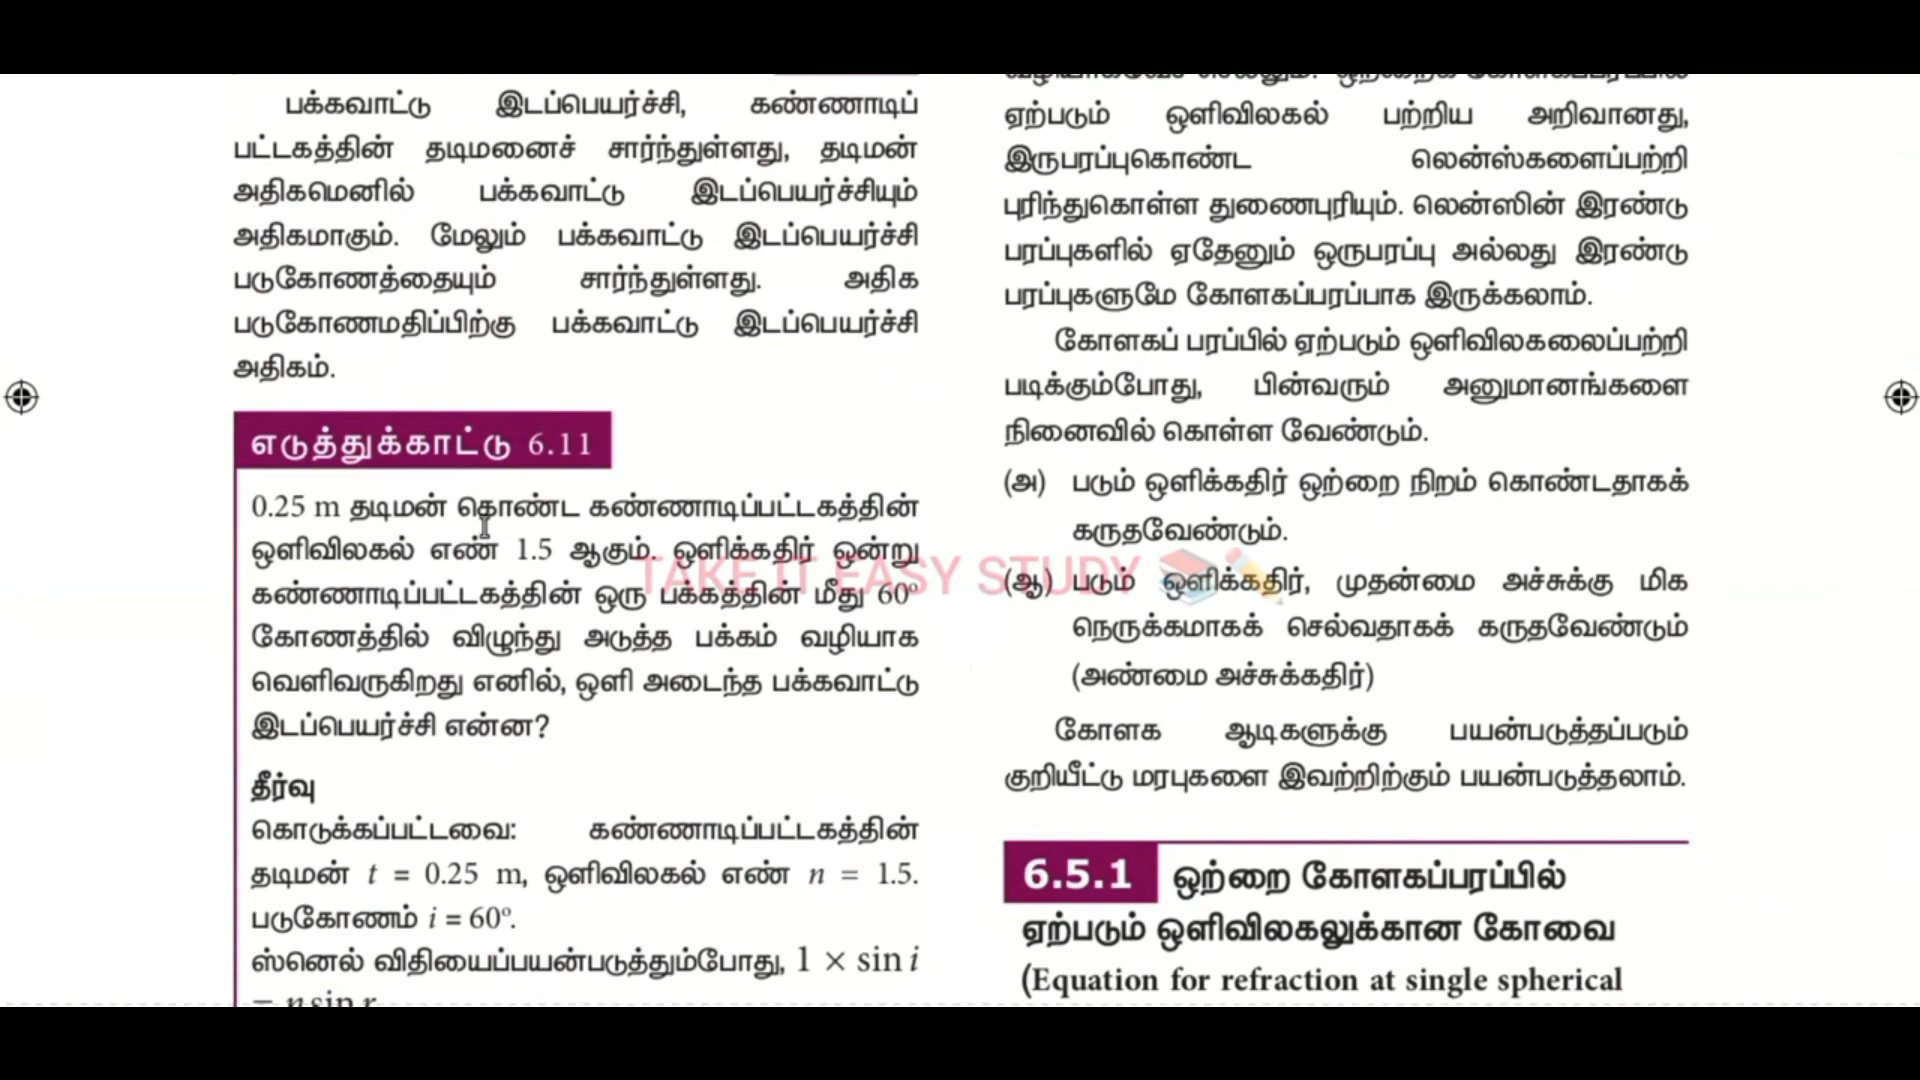 பக்கவாட்டு இடப்பெயர்ச்சி, கண்ணாடிப்
பட்டகத்தின் தடிமனைச் சார்ந்துள்ளது, தடிமன்
அதிகமெனில் பக்கவாட்டு இடப்பெயர்ச்சியும்
அதிகமாகும். மேலும் பக்கவாட்டு இடப்பெயர்ச்சி
படுகோணத்தையும் சார்ந்துள்ளது. அதிக
படுகோணமதிப்பிற்கு பக்கவாட்டு இடப்பெயர்ச்சி
அதிகம்.
எடுத்துக்காட்டு 6.11
0.25 m தடிமன் கொண்ட கண்ணாடிப்பட்டகத்தின்
ஒளிவிலகல் எண் 1.5 ஆகும். ஒளிக்கதிர் ஒன்று
கண்ணாடிப்பட்டகத்தின் ஒரு பக்கத்தின் மீது 60º
கோணத்தில் விழுந்து அடுத்த பக்கம் வழியாக
வெளிவருகிறது எனில், ஒளி அடைந்த பக்கவாட்டு
இடப்பெயர்ச்சி என்ன?
தீர்வு
கொடுக்கப்பட்டவை: கண்ணாடிப்பட்டகத்தின்
தடிமன் t = 0.25 m, ஒளிவிலகல் எண் n = 1.5.
படுகோணம் i = 60º.
ஸ்னெல் விதியைப்பயன்படுத்தும்போது, 1 × sin i
= n sin r
ஏற்படும் ஒளிவிலகல் பற்றிய அறிவானது,
இருபரப்புகொண்ட லென்ஸ்களைப்பற்றி
புரிந்துகொள்ள துணைபுரியும். லென்ஸின் இரண்டு
பரப்புகளில் ஏதேனும் ஒருபரப்பு அல்லது இரண்டு
பரப்புகளுமே கோளகப்பரப்பாக இருக்கலாம்.
கோளகப் பரப்பில் ஏற்படும் ஒளிவிலகலைப்பற்றி
படிக்கும்போது, பின்வரும் அனுமானங்களை
நினைவில் கொள்ள வேண்டும்.
(அ) படும் ஒளிக்கதிர் ஒற்றை நிறம் கொண்டதாகக்
கருதவேண்டும்.
(ஆ) படும் ஒளிக்கதிர், முதன்மை அச்சுக்கு மிக
நெருக்கமாகக் செல்வதாகக் கருதவேண்டும்
(அண்மை அச்சுக்கதிர்)
கோளக ஆடிகளுக்கு பயன்படுத்தப்படும்
குறியீட்டு மரபுகளை இவற்றிற்கும் பயன்படுத்தலாம்.
6.5.1 ஒற்றை கோளகப்பரப்பில்
ஏற்படும் ஒளிவிலகலுக்கான கோவை
(Equation for refraction at single spherical
TAKE IT EASY STUDY